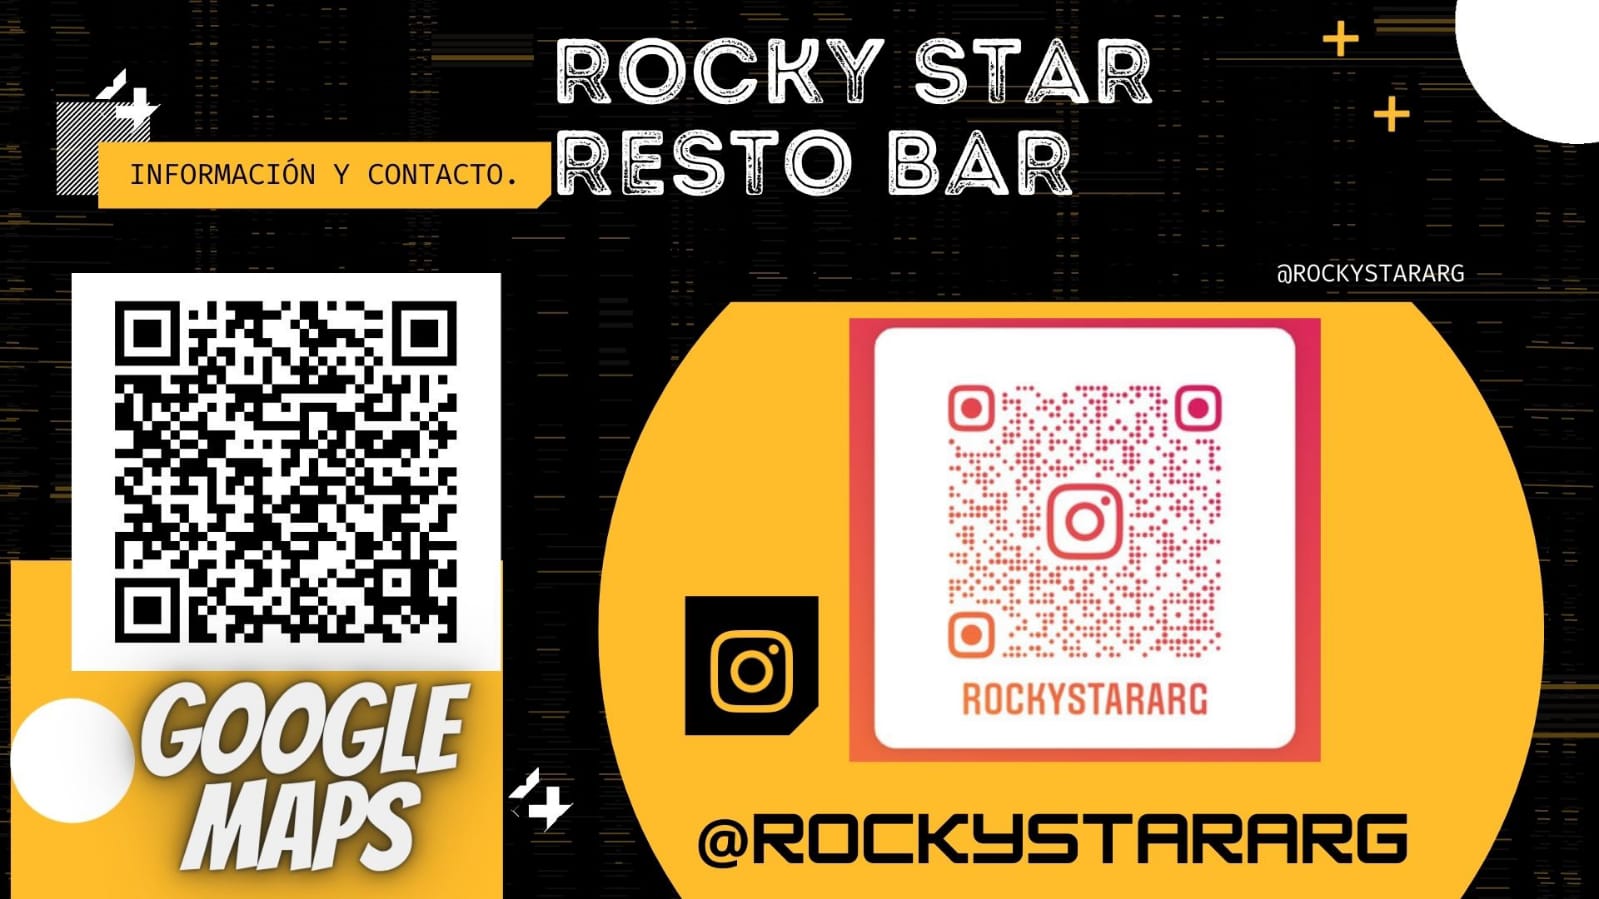 ROCKY STAR
RESTO BAR
INFORMACIÓN Y CONTACTO.
@ROCKYSTARARG
ROCKYSTARARG
GOOGLE
MAPS
@ROCKYSTARARG